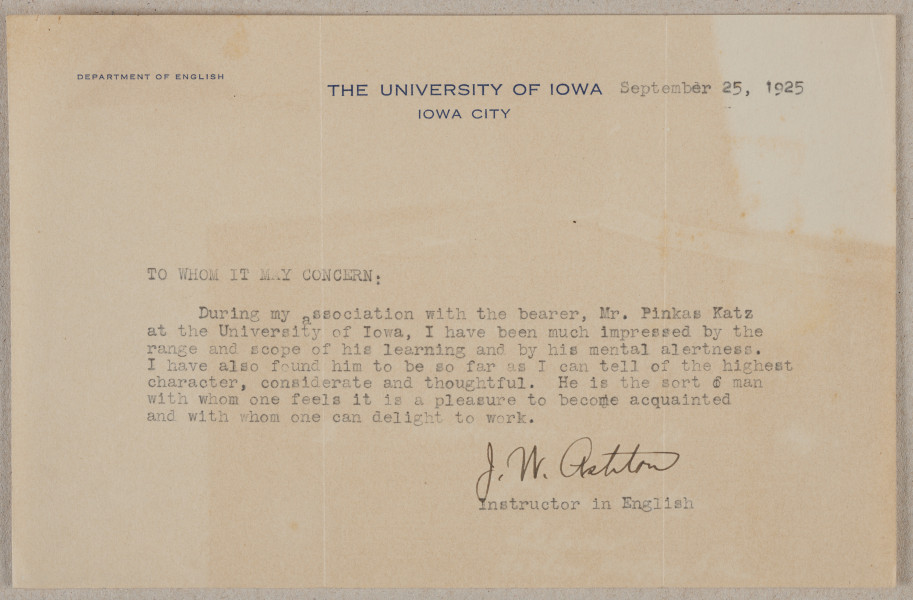 DEPARTMENT OF ENGLISH
THE UNIVERSITY OF IOWA September 25, 1925
IOWA CITY
TO WHOM IT MAY CONCERN:
During my association with the bearer, Mr. Pinkas Katz
at the University of Iowa, I have been much impressed by the
range and scope of his learning and by his mental alertness.
I have also found him to be so far as I can tell of the highest
character, considerate and thoughtful. He is the sort of man
with whom one feels it is a pleasure to become acquainted
and with whom one can delight to work.
J. W. Ashton
Instructor in English